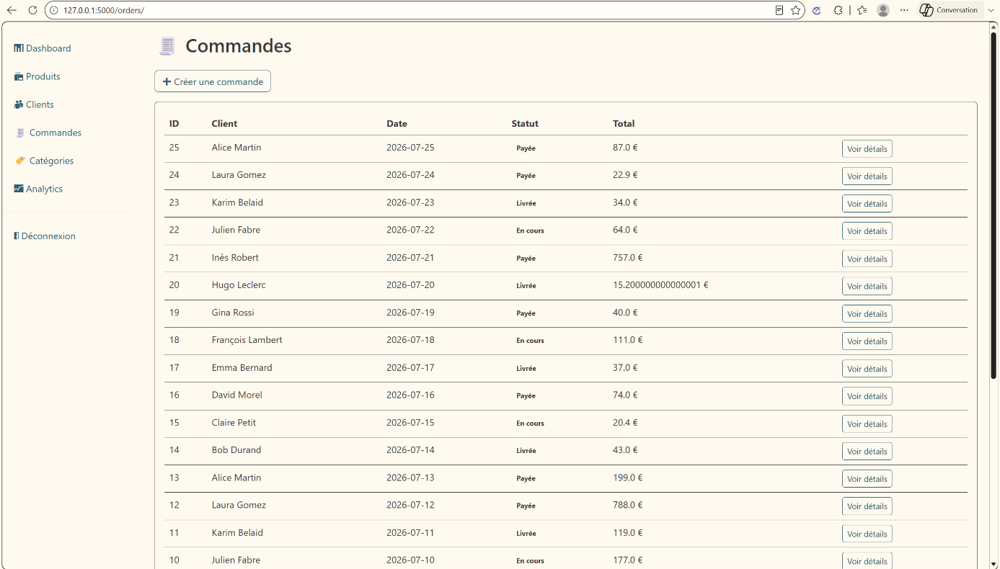 127.0.0.1:5000/orders/
Conversation
Dashboard
Produits
Clients
Commandes
Catégories
Analytics
Déconnexion
Commandes
+ Créer une commande
ID Client Date Statut Total
25 Alice Martin 2026-07-25 Payée 87.0 € Voir détails
24 Laura Gomez 2026-07-24 Payée 22.9 € Voir détails
23 Karim Belaid 2026-07-23 Livrée 34.0 € Voir détails
22 Julien Fabre 2026-07-22 En cours 64.0 € Voir détails
21 Inès Robert 2026-07-21 Payée 757.0 € Voir détails
20 Hugo Leclerc 2026-07-20 Livrée 15.200000000000001 € Voir détails
19 Gina Rossi 2026-07-19 Payée 40.0 € Voir détails
18 François Lambert 2026-07-18 En cours 111.0 € Voir détails
17 Emma Bernard 2026-07-17 Livrée 37.0 € Voir détails
16 David Morel 2026-07-16 Payée 74.0 € Voir détails
15 Claire Petit 2026-07-15 En cours 20.4 € Voir détails
14 Bob Durand 2026-07-14 Livrée 43.0 € Voir détails
13 Alice Martin 2026-07-13 Payée 199.0 € Voir détails
12 Laura Gomez 2026-07-12 Payée 788.0 € Voir détails
11 Karim Belaid 2026-07-11 Livrée 119.0 € Voir détails
10 Julien Fabre 2026-07-10 En cours 177.0 € Voir détails